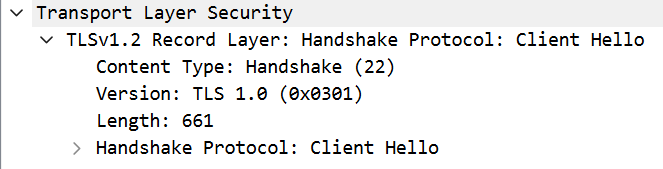 Transport Layer Security
TLSv1.2 Record Layer: Handshake Protocol: Client Hello
Content Type: Handshake (22)
Version: TLS 1.0 (0x0301)
Length: 661
Handshake Protocol: Client Hello